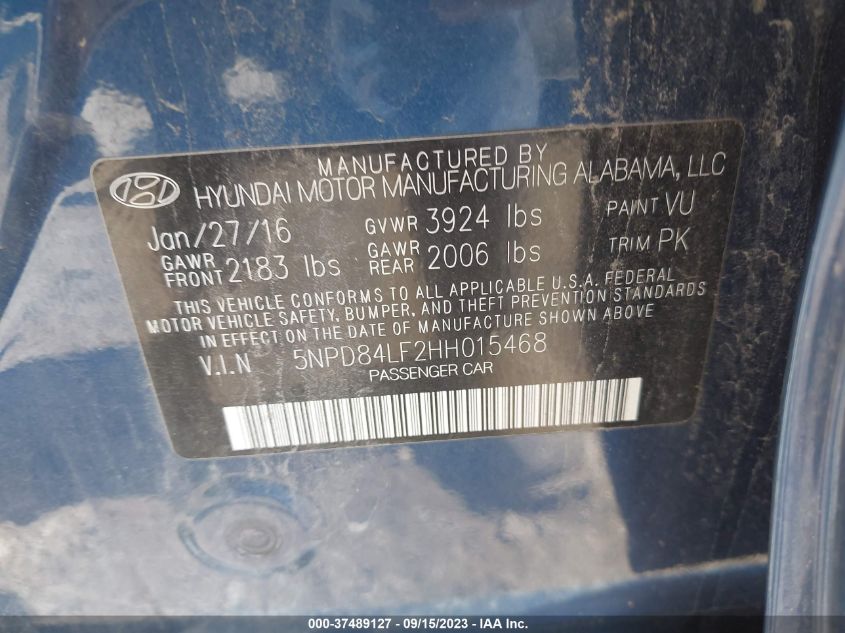 MANUFACTURED BY
HYUNDAI MOTOR MANUFACTURING ALABAMA, LLC
Jan/27/16 GVWR 3924 lbs PAINT VU
GAWR FRONT 2183 lbs GAWR REAR 2006 lbs TRIM PK
THIS VEHICLE CONFORMS TO ALL APPLICABLE U.S.A. FEDERAL
MOTOR VEHICLE SAFETY, BUMPER, AND THEFT PREVENTION STANDARDS
IN EFFECT ON THE DATE OF MANUFACTURE SHOWN ABOVE
V.I.N 5NPD84LF2HH015468
PASSENGER CAR
000-37489127 - 09/15/2023 - IAA Inc.